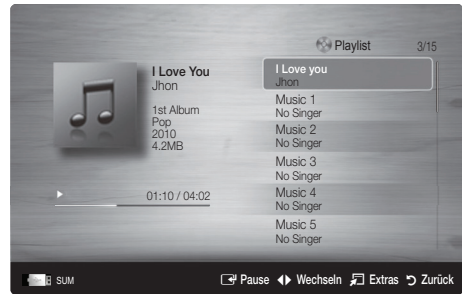 Playlist 3/15
I Love You
Jhon
1st Album
Pop
2010
4.2MB
01:10 / 04:02
I Love you
Jhon
Music 1
No Singer
Music 2
No Singer
Music 3
No Singer
Music 4
No Singer
Music 5
No Singer
SUM Pause Wechseln Extras Zurück